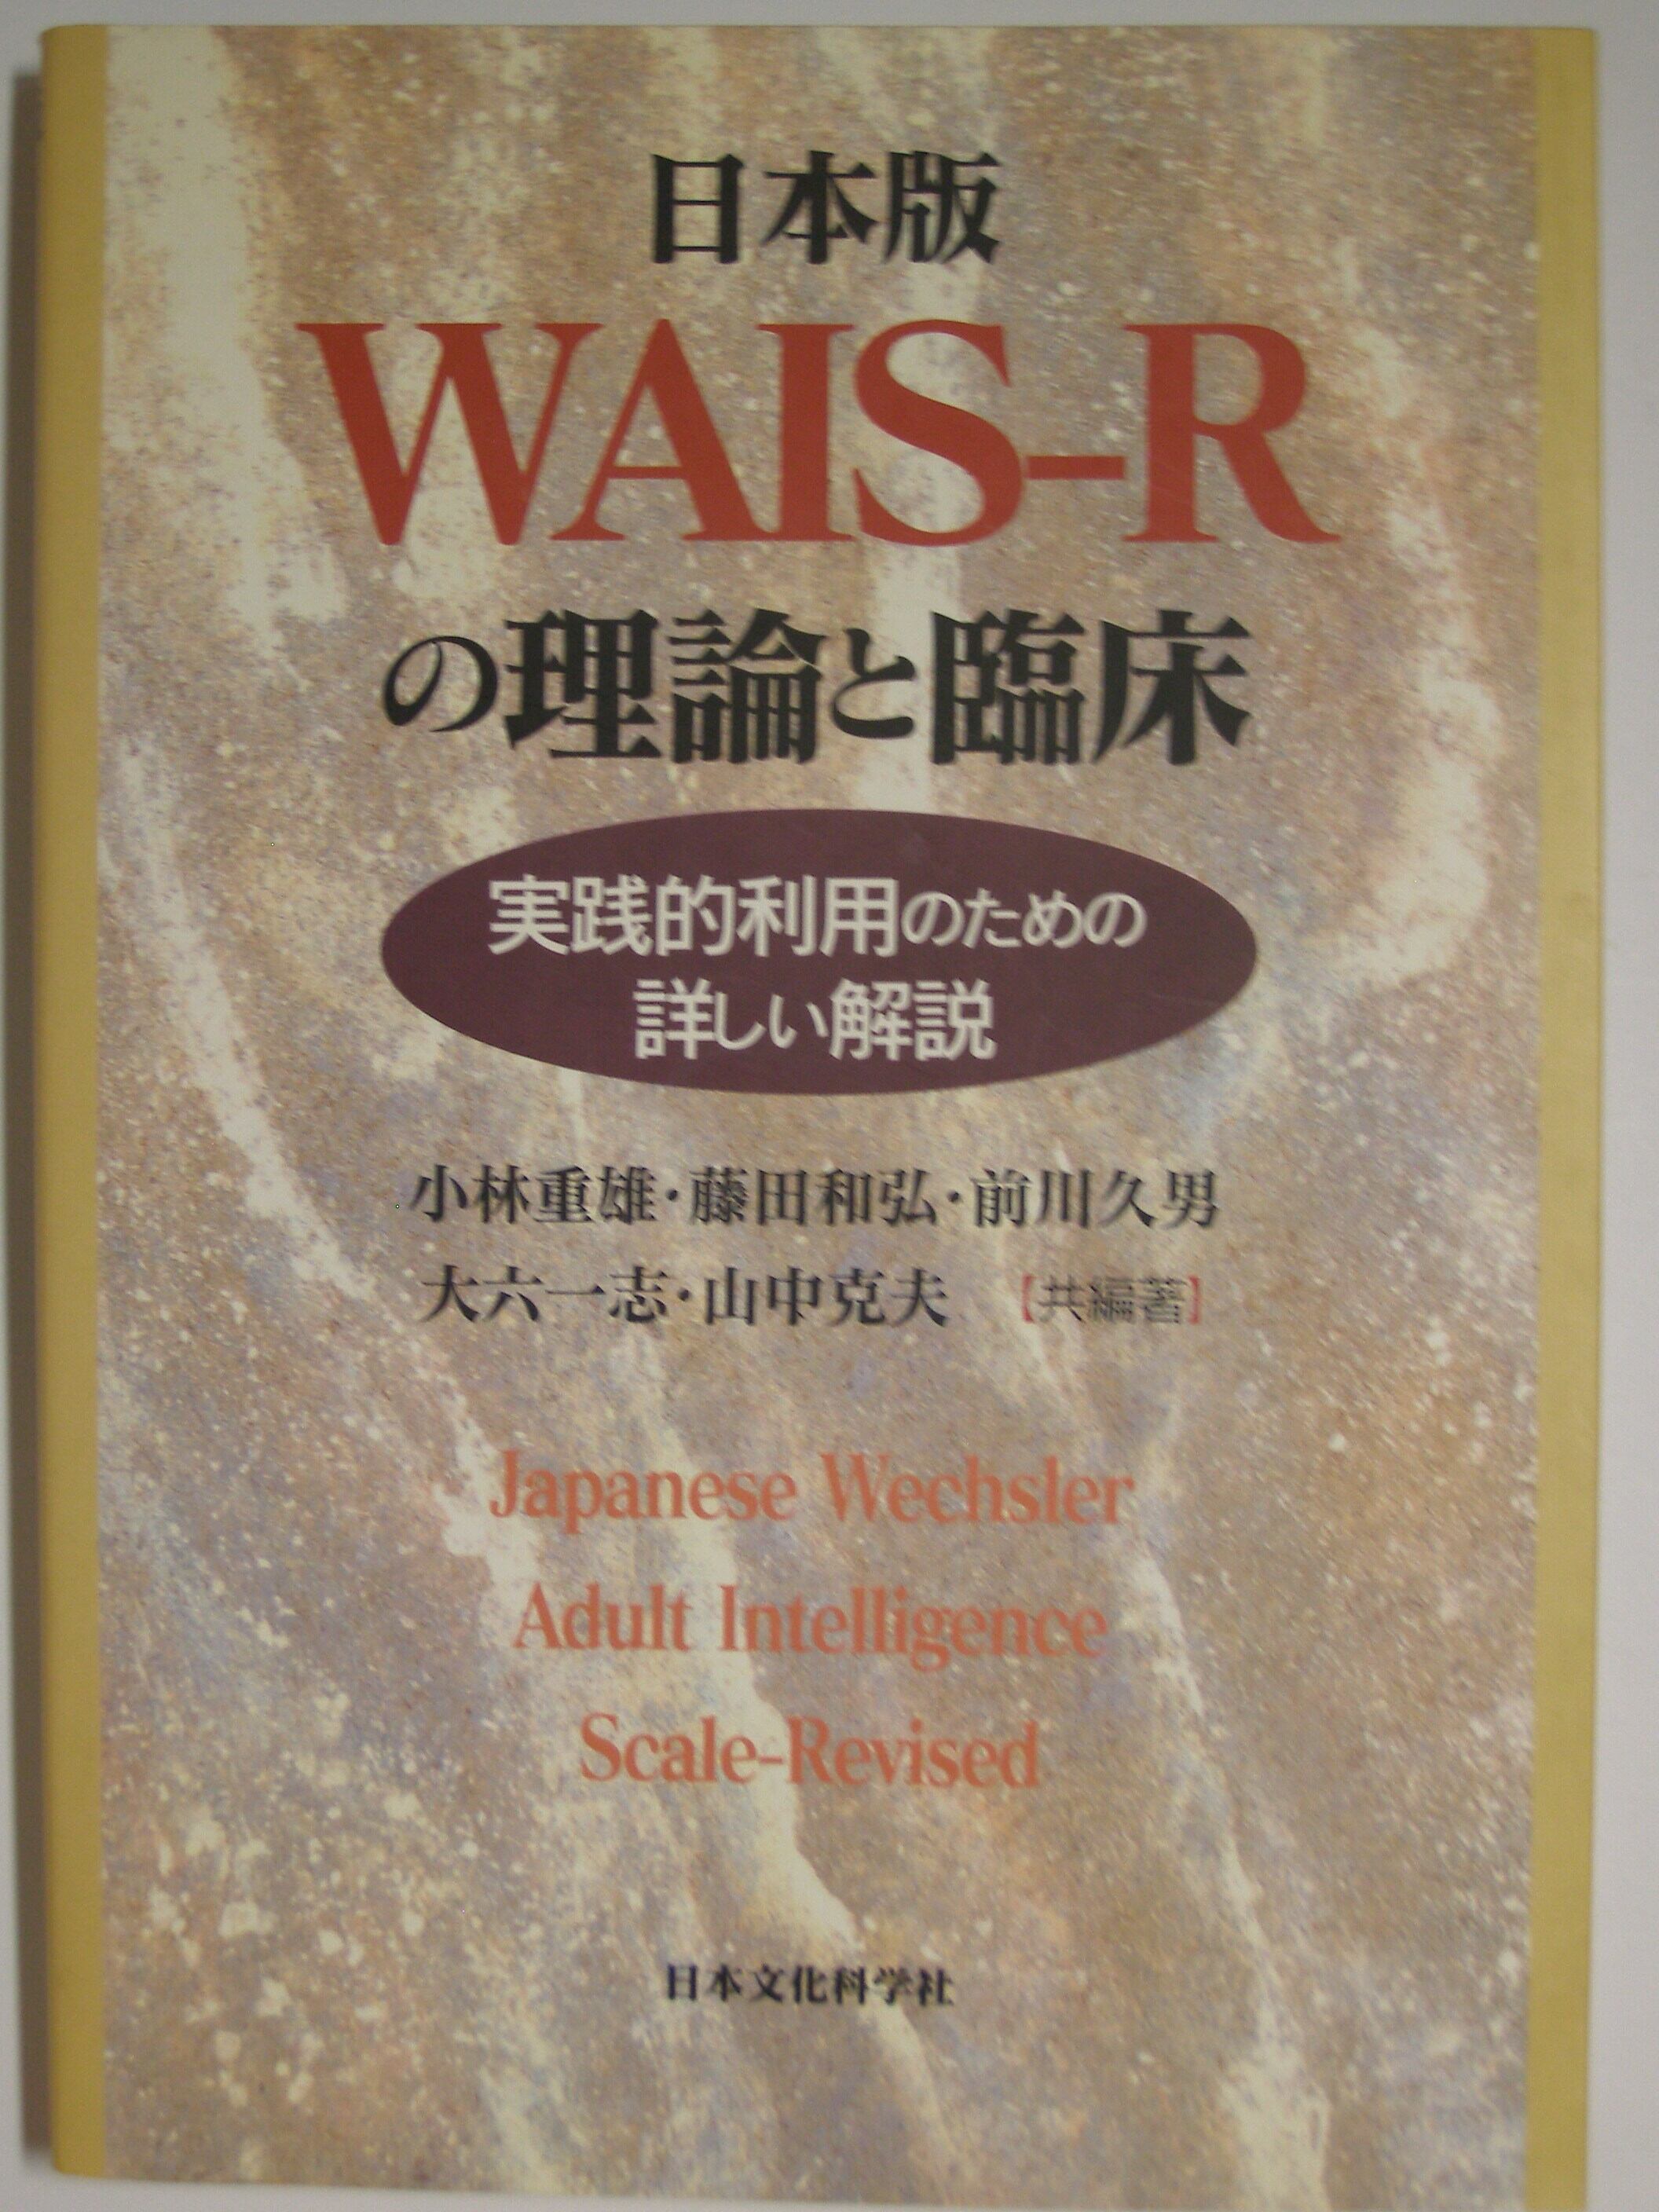 日本版
WAIS-R
の理論と臨床
実践的利用のための
詳しい解説
小林重雄・藤田和弘・前川久男
大六一志・山中克夫 【共編著】
Japanese Wechsler
Adult Intelligence
Scale-Revised
日本文化科学社